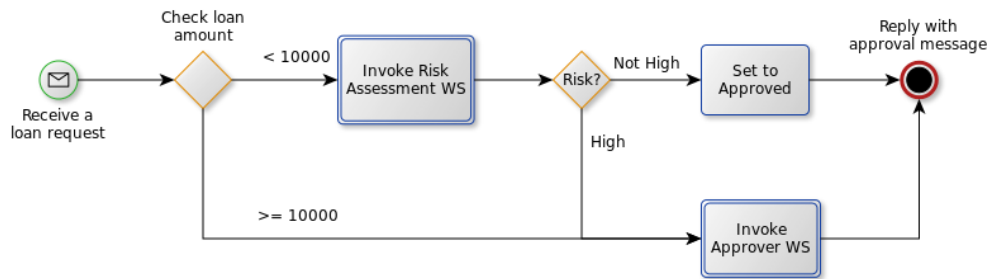 Check loan
amount
Reply with
approval message
< 10000
Invoke Risk
Assessment WS
Risk?
Not High
Set to
Approved
Receive a
loan request
High
>= 10000
Invoke
Approver WS